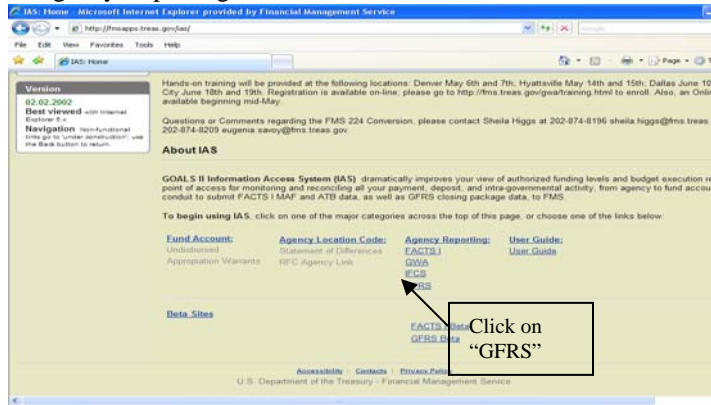 IAS: Home - Microsoft Internet Explorer provided by Financial Management Service
http://fmsapps.treas.gov/ias/
Google
File Edit View Favorites Tools Help
IAS: Home
Page
Version
02.02.2002
Best viewed with Internet
Explorer 5.x
Navigation Non-functional
links go to 'under construction'; use
the Back button to return.
Hands-on training will be provided at the following locations: Denver May 6th and 7th; Hyattsville May 14th and 15th; Dallas June 10
City June 18th and 19th. Registration is available on-line; please go to http://fms.treas.gov/gwa/training.html to enroll. Also, an Onli
available beginning mid-May.
Questions or Comments regarding the FMS 224 Conversion, please contact Sheila Higgs at 202-874-8196 sheila.higgs@fms.treas.
202-874-8209 eugenia.savoy@fms.treas.gov.
About IAS
GOALS II Information Access System (IAS) dramatically improves your view of authorized funding levels and budget execution re
point of access for monitoring and reconciling all your payment, deposit, and intra-governmental activity, from agency to fund accou
conduit to submit FACTS I MAF and ATB data, as well as GFRS closing package data, to FMS.
To begin using IAS, click on one of the major categories across the top of this page, or choose one of the links below:
Fund Account: Agency Location Code: Agency Reporting: User Guide:
Undisbursed Statement of Differences FACTS I User Guide
Appropriation Warrants RFC Agency Link GWA
IFCS
RS
Beta Sites
FACTS I Beta
GFRS Beta
Click on
“GFRS”
Accessibility | Contacts | Privacy Policy
U.S. Department of the Treasury - Financial Management Service